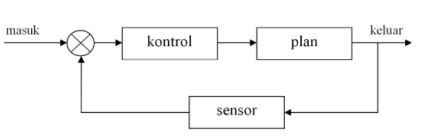 masuk
keluar
kontrol
plan
sensor